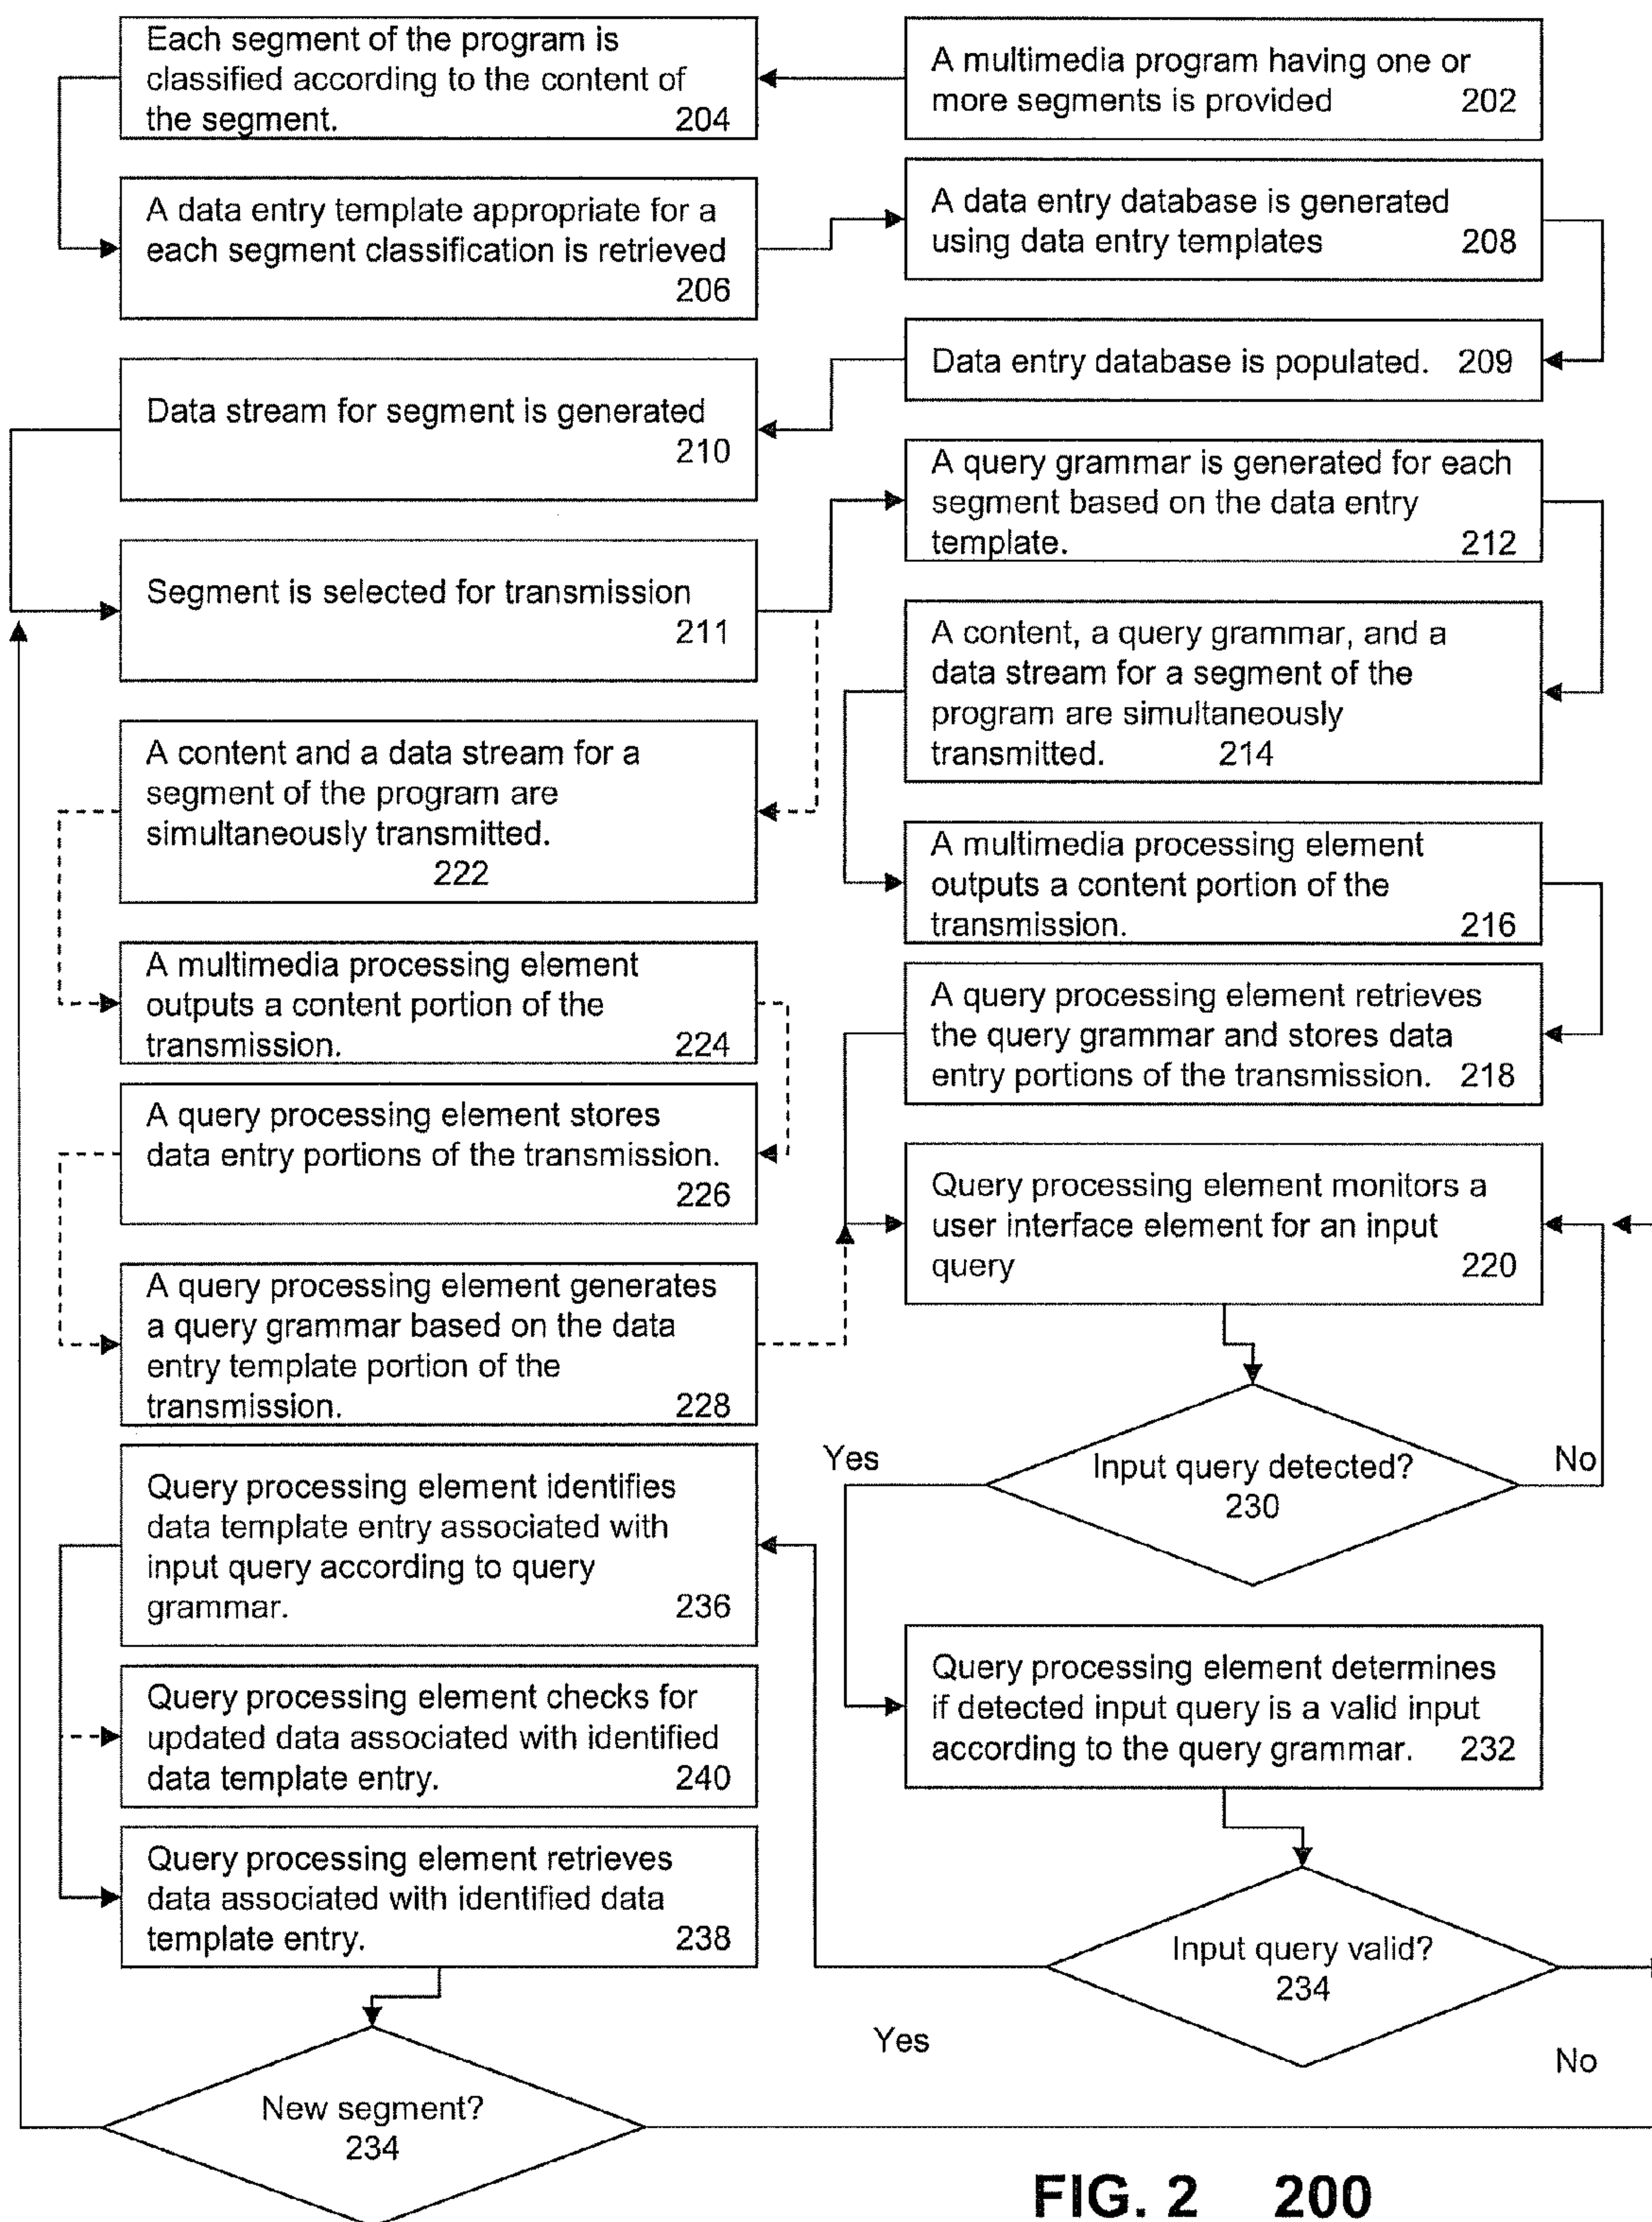 Each segment of the program is
classified according to the content of
the segment. 204
A multimedia program having one or
more segments is provided 202
A data entry template appropriate for a
each segment classification is retrieved
206
A data entry database is generated
using data entry templates 208
Data entry database is populated. 209
Data stream for segment is generated
210
A query grammar is generated for each
segment based on the data entry
template. 212
Segment is selected for transmission
211
A content, a query grammar, and a
data stream for a segment of the
program are simultaneously
transmitted. 214
A content and a data stream for a
segment of the program are
simultaneously transmitted.
222
A multimedia processing element
outputs a content portion of the
transmission. 216
A multimedia processing element
outputs a content portion of the
transmission. 224
A query processing element retrieves
the query grammar and stores data
entry portions of the transmission. 218
A query processing element stores
data entry portions of the transmission.
226
Query processing element monitors a
user interface element for an input
query 220
A query processing element generates
a query grammar based on the data
entry template portion of the
transmission. 228
Yes
Input query detected?
230
No
Query processing element identifies
data template entry associated with
input query according to query
grammar. 236
Query processing element determines
if detected input query is a valid input
according to the query grammar. 232
Query processing element checks for
updated data associated with identified
data template entry. 240
Query processing element retrieves
data associated with identified data
template entry. 238
Input query valid?
234
Yes
No
New segment?
234
FIG. 2 200